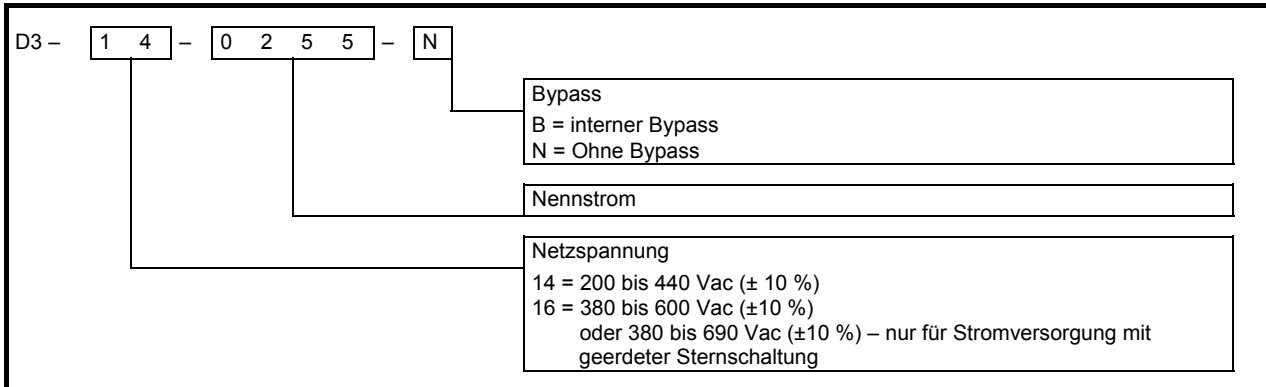 D3 – 1 4 – 0 2 5 5 – N
Bypass
B = interner Bypass
N = Ohne Bypass
Nennstrom
Netzspannung
14 = 200 bis 440 Vac (± 10 %)
16 = 380 bis 600 Vac (±10 %)
oder 380 bis 690 Vac (±10 %) – nur für Stromversorgung mit
geerdeter Sternschaltung